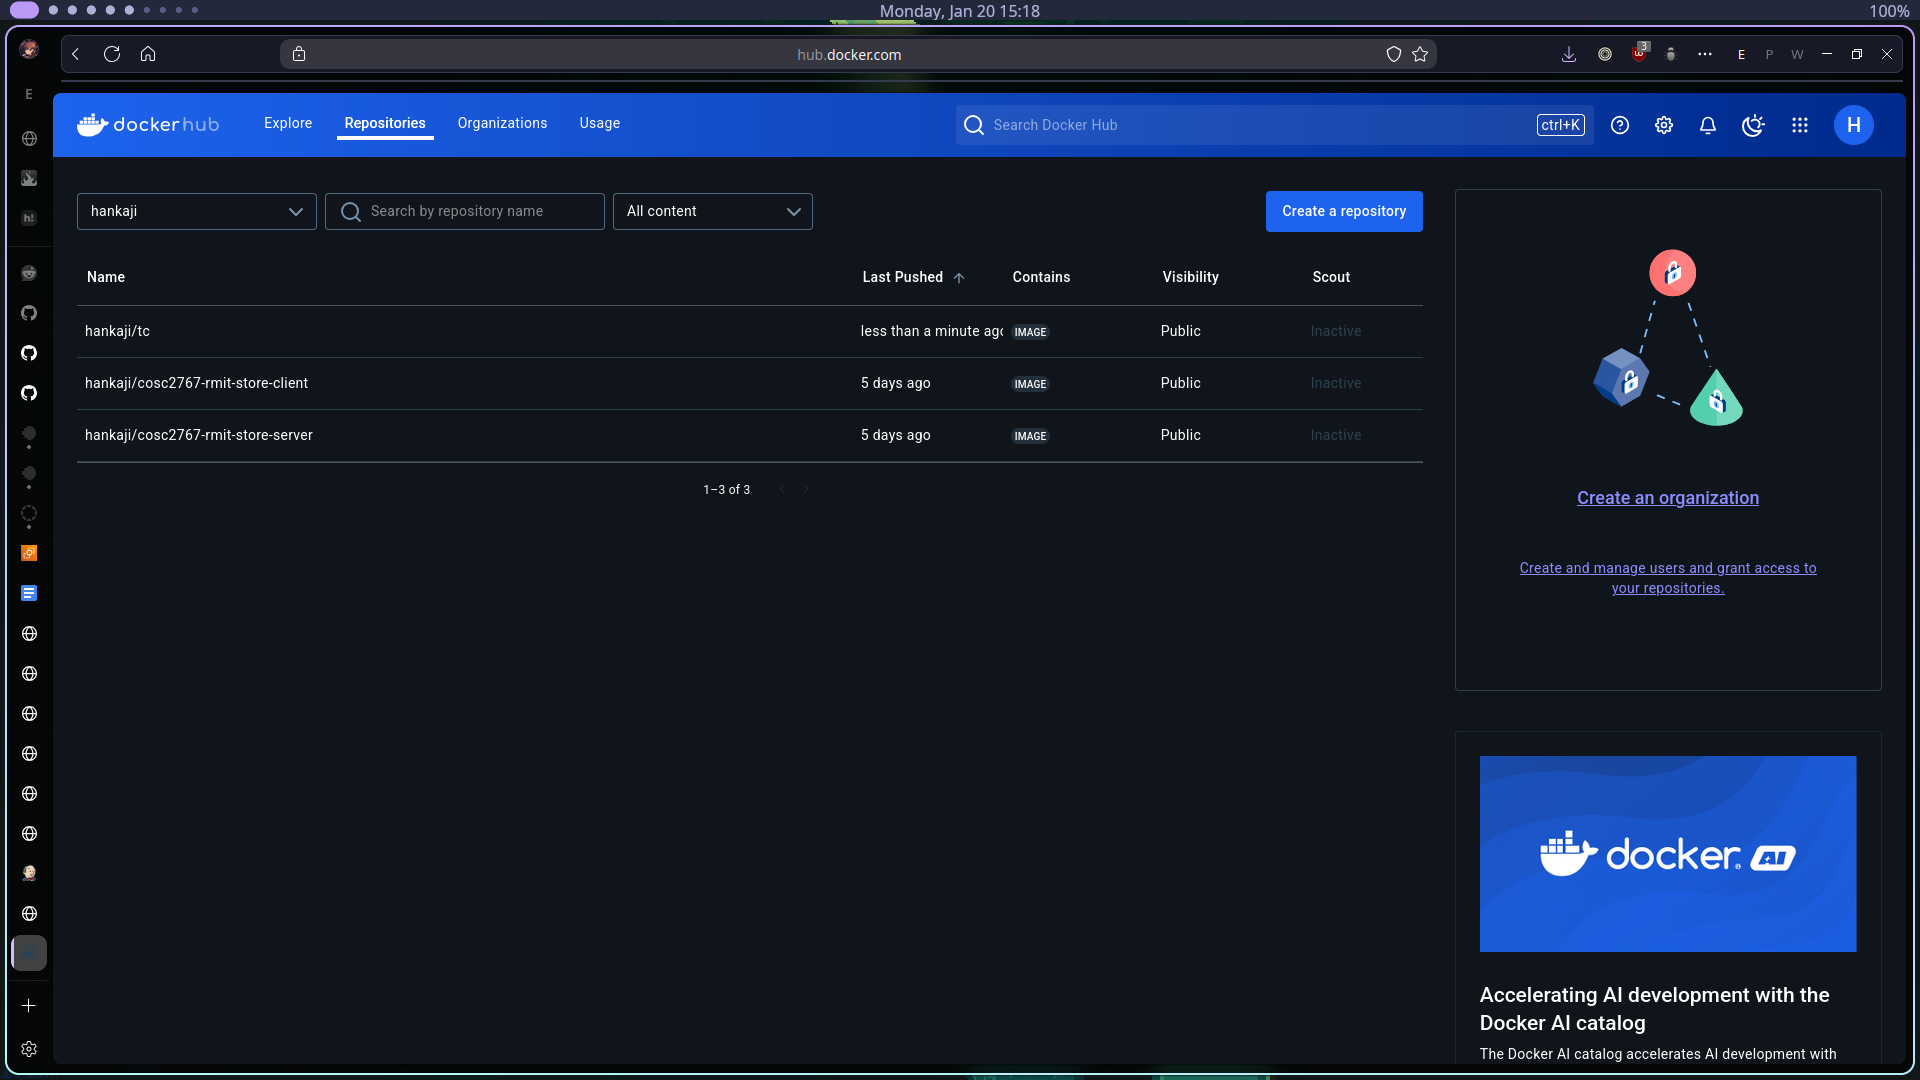 Monday, Jan 20 15:18
100%
hub.docker.com
3
E
P
W
E
h!
docker hub
Explore
Repositories
Organizations
Usage
Search Docker Hub
ctrl+K
H
hankaji
Search by repository name
All content
Create a repository
Name
Last Pushed
Contains
Visibility
Scout
hankaji/tc
less than a minute ago
IMAGE
Public
Inactive
hankaji/cosc2767-rmit-store-client
5 days ago
IMAGE
Public
Inactive
hankaji/cosc2767-rmit-store-server
5 days ago
IMAGE
Public
Inactive
1–3 of 3
Create an organization
Create and manage users and grant access to
your repositories.
docker AI
Accelerating AI development with the
Docker AI catalog
The Docker AI catalog accelerates AI development with